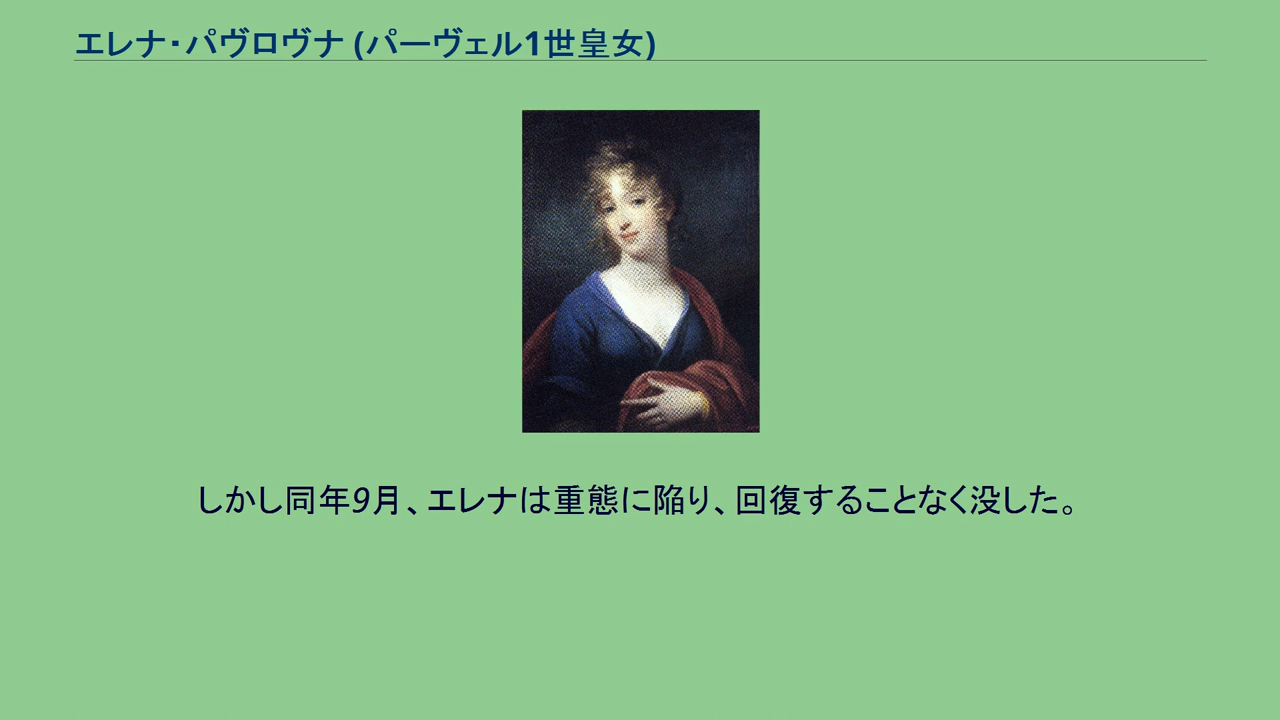 エレナ・パヴロヴナ (パーヴェル1世皇女)
しかし同年9月、エレナは重態に陥り、回復することなく没した。